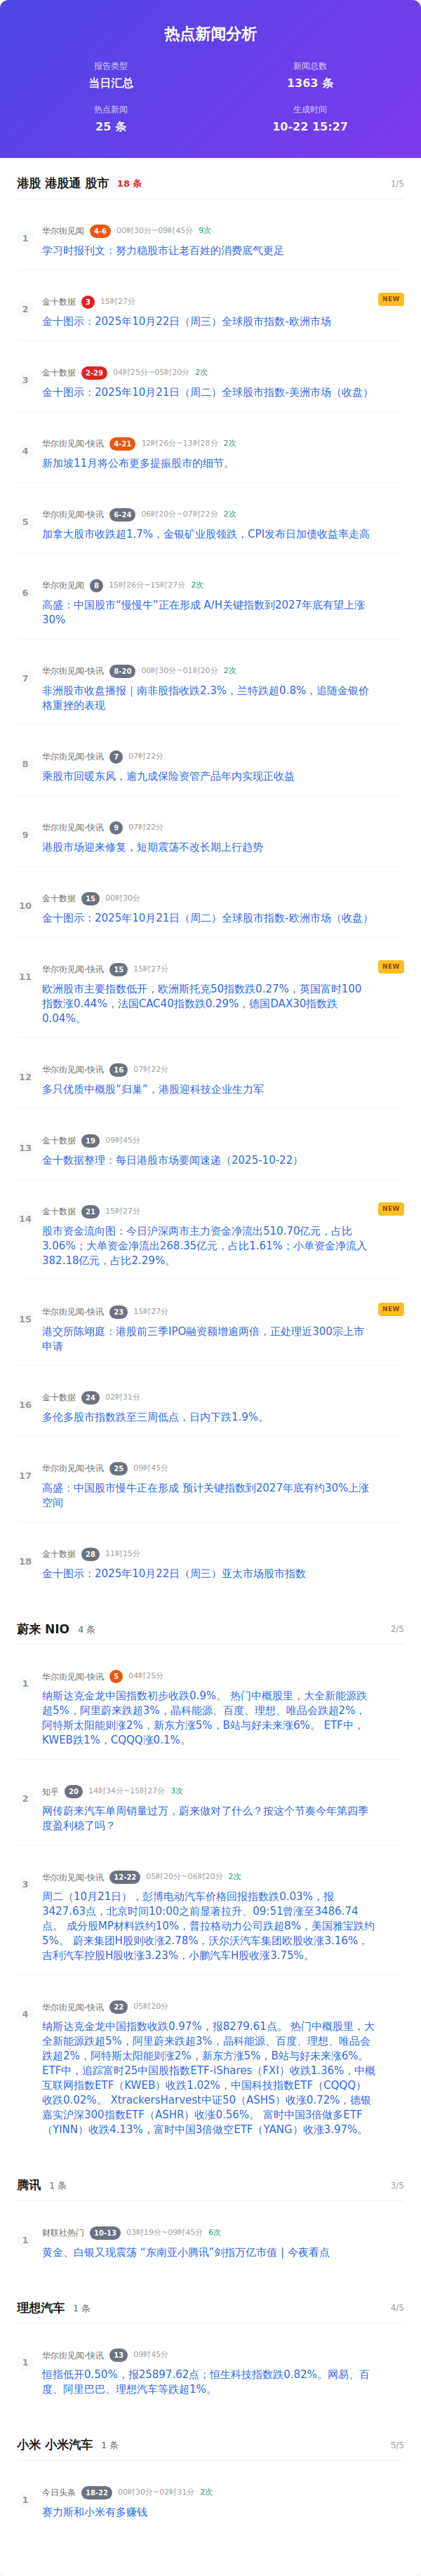 热点新闻分析
报告类型
当日汇总
新闻总数
1363 条
热点新闻
25 条
生成时间
10-22 15:27
港股 港股通 股市 18 条 1/5
1 华尔街见闻 4-6 00时30分~09时45分 9次
学习时报刊文：努力稳股市让老百姓的消费底气更足
2 金十数据 3 15时27分 NEW
金十图示：2025年10月22日（周三）全球股市指数-欧洲市场
3 金十数据 2-29 04时25分~05时20分 2次
金十图示：2025年10月21日（周二）全球股市指数-美洲市场（收盘）
4 华尔街见闻-快讯 4-21 12时26分~13时28分 2次
新加坡11月将公布更多提振股市的细节。
5 华尔街见闻-快讯 6-24 06时20分~07时22分 2次
加拿大股市收跌超1.7%，金银矿业股领跌，CPI发布日加债收益率走高
6 华尔街见闻 8 15时26分~15时27分 2次
高盛：中国股市“慢慢牛”正在形成 A/H关键指数到2027年底有望上涨
30%
7 华尔街见闻-快讯 8-20 00时30分~01时20分 2次
非洲股市收盘播报｜南非股指收跌2.3%，兰特跌超0.8%，追随金银价
格重挫的表现
8 华尔街见闻-快讯 7 07时22分
乘股市回暖东风，逾九成保险资管产品年内实现正收益
9 华尔街见闻-快讯 9 07时22分
港股市场迎来修复，短期震荡不改长期上行趋势
10 金十数据 15 00时30分
金十图示：2025年10月21日（周二）全球股市指数-欧洲市场（收盘）
11 华尔街见闻-快讯 15 15时27分 NEW
欧洲股市主要指数低开，欧洲斯托克50指数跌0.27%，英国富时100
指数涨0.44%，法国CAC40指数跌0.29%，德国DAX30指数跌
0.04%。
12 华尔街见闻-快讯 16 07时22分
多只优质中概股“归巢”，港股迎科技企业生力军
13 金十数据 19 09时45分
金十数据整理：每日港股市场要闻速递（2025-10-22）
14 金十数据 21 15时27分 NEW
股市资金流向图：今日沪深两市主力资金净流出510.70亿元，占比
3.06%；大单资金净流出268.35亿元，占比1.61%；小单资金净流入
382.18亿元，占比2.29%。
15 华尔街见闻-快讯 23 15时27分 NEW
港交所陈翊庭：港股前三季IPO融资额增逾两倍，正处理近300宗上市
申请
16 金十数据 24 02时31分
多伦多股市指数跌至三周低点，日内下跌1.9%。
17 华尔街见闻-快讯 25 09时45分
高盛：中国股市慢牛正在形成 预计关键指数到2027年底有约30%上涨
空间
18 金十数据 28 11时15分
金十图示：2025年10月22日（周三）亚太市场股市指数
蔚来 NIO 4 条 2/5
1 华尔街见闻-快讯 5 04时25分
纳斯达克金龙中国指数初步收跌0.9%。 热门中概股里，大全新能源跌
超5%，阿里蔚来跌超3%，晶科能源、百度、理想、唯品会跌超2%，
阿特斯太阳能则涨2%，新东方涨5%，B站与好未来涨6%。 ETF中，
KWEB跌1%，CQQQ涨0.1%。
2 知乎 20 14时34分~15时27分 3次
网传蔚来汽车单周销量过万，蔚来做对了什么？按这个节奏今年第四季
度盈利稳了吗？
3 华尔街见闻-快讯 12-22 05时20分~06时20分 2次
周二（10月21日），彭博电动汽车价格回报指数跌0.03%，报
3427.63点，北京时间10:00之前显著拉升、09:51曾涨至3486.74
点。 成分股MP材料跌约10%，普拉格动力公司跌超8%，美国雅宝跌约
5%。 蔚来集团H股则收涨2.78%，沃尔沃汽车集团欧股收涨3.16%，
吉利汽车控股H股收涨3.23%，小鹏汽车H股收涨3.75%。
4 华尔街见闻-快讯 22 05时20分
纳斯达克金龙中国指数收跌0.97%，报8279.61点。 热门中概股里，大
全新能源跌超5%，阿里蔚来跌超3%，晶科能源、百度、理想、唯品会
跌超2%，阿特斯太阳能则涨2%，新东方涨5%，B站与好未来涨6%。
ETF中，追踪富时25中国股指数ETF-iShares（FXI）收跌1.36%，中概
互联网指数ETF（KWEB）收跌1.02%，中国科技指数ETF（CQQQ）
收跌0.02%。 XtrackersHarvest中证50（ASHS）收涨0.72%，德银
嘉实沪深300指数ETF（ASHR）收涨0.56%。 富时中国3倍做多ETF
（YINN）收跌4.13%，富时中国3倍做空ETF（YANG）收涨3.97%。
腾讯 1 条 3/5
1 财联社热门 10-13 03时19分~09时45分 6次
黄金、白银又现震荡 “东南亚小腾讯”剑指万亿市值 | 今夜看点
理想汽车 1 条 4/5
1 华尔街见闻-快讯 13 09时45分
恒指低开0.50%，报25897.62点；恒生科技指数跌0.82%。网易、百
度、阿里巴巴、理想汽车等跌超1%。
小米 小米汽车 1 条 5/5
1 今日头条 18-22 00时30分~02时31分 2次
赛力斯和小米有多赚钱